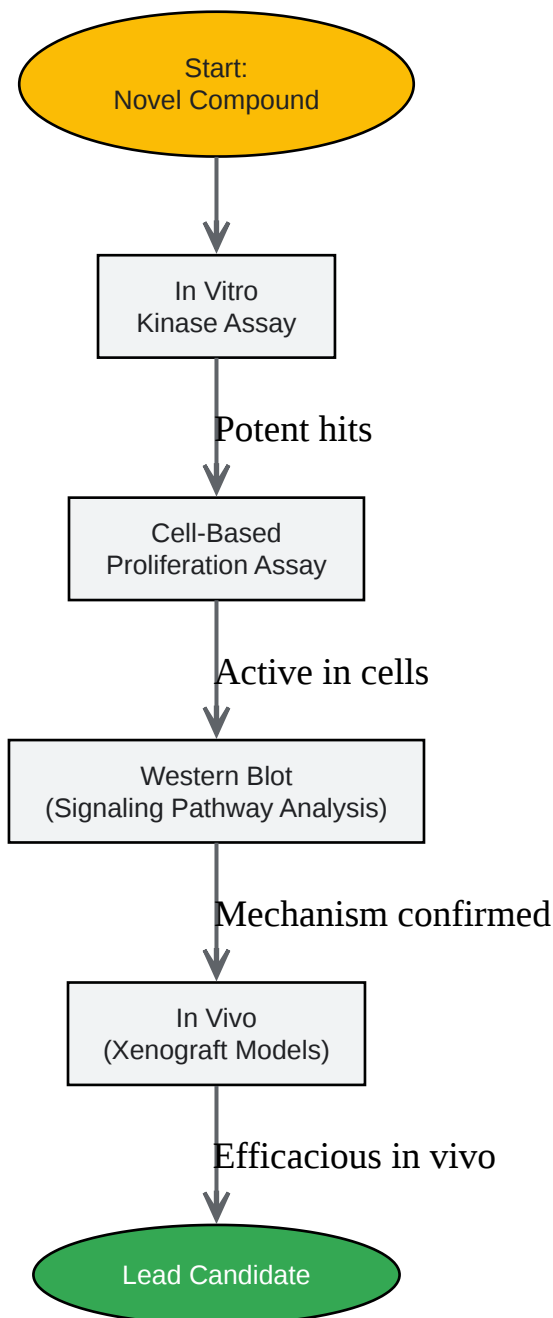 Start:
Novel Compound
In Vitro
Kinase Assay
Potent hits
Cell-Based
Proliferation Assay
Active in cells
Western Blot
(Signaling Pathway Analysis)
Mechanism confirmed
In Vivo
(Xenograft Models)
Efficacious in vivo
Lead Candidate